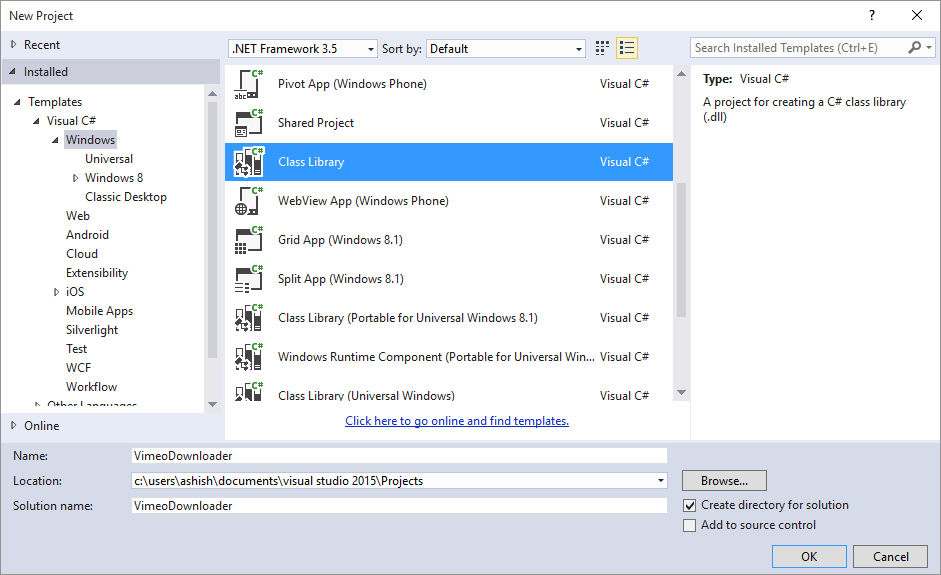 New Project
?
Recent
.NET Framework 3.5
Sort by:
Default
Search Installed Templates (Ctrl+E)
Installed
Templates
Visual C#
Windows
Universal
Windows 8
Classic Desktop
Web
Android
Cloud
Extensibility
iOS
Mobile Apps
Silverlight
Test
WCF
Workflow
Other Languages
Online
Pivot App (Windows Phone) Visual C#
Shared Project Visual C#
Class Library Visual C#
WebView App (Windows Phone) Visual C#
Grid App (Windows 8.1) Visual C#
Split App (Windows 8.1) Visual C#
Class Library (Portable for Universal Windows 8.1) Visual C#
Windows Runtime Component (Portable for Universal Win... Visual C#
Class Library (Universal Windows) Visual C#
Click here to go online and find templates.
Type: Visual C#
A project for creating a C# class library
(.dll)
Name: VimeoDownloader
Location: c:\users\ashish\documents\visual studio 2015\Projects
Browse...
Solution name: VimeoDownloader
Create directory for solution
Add to source control
OK
Cancel